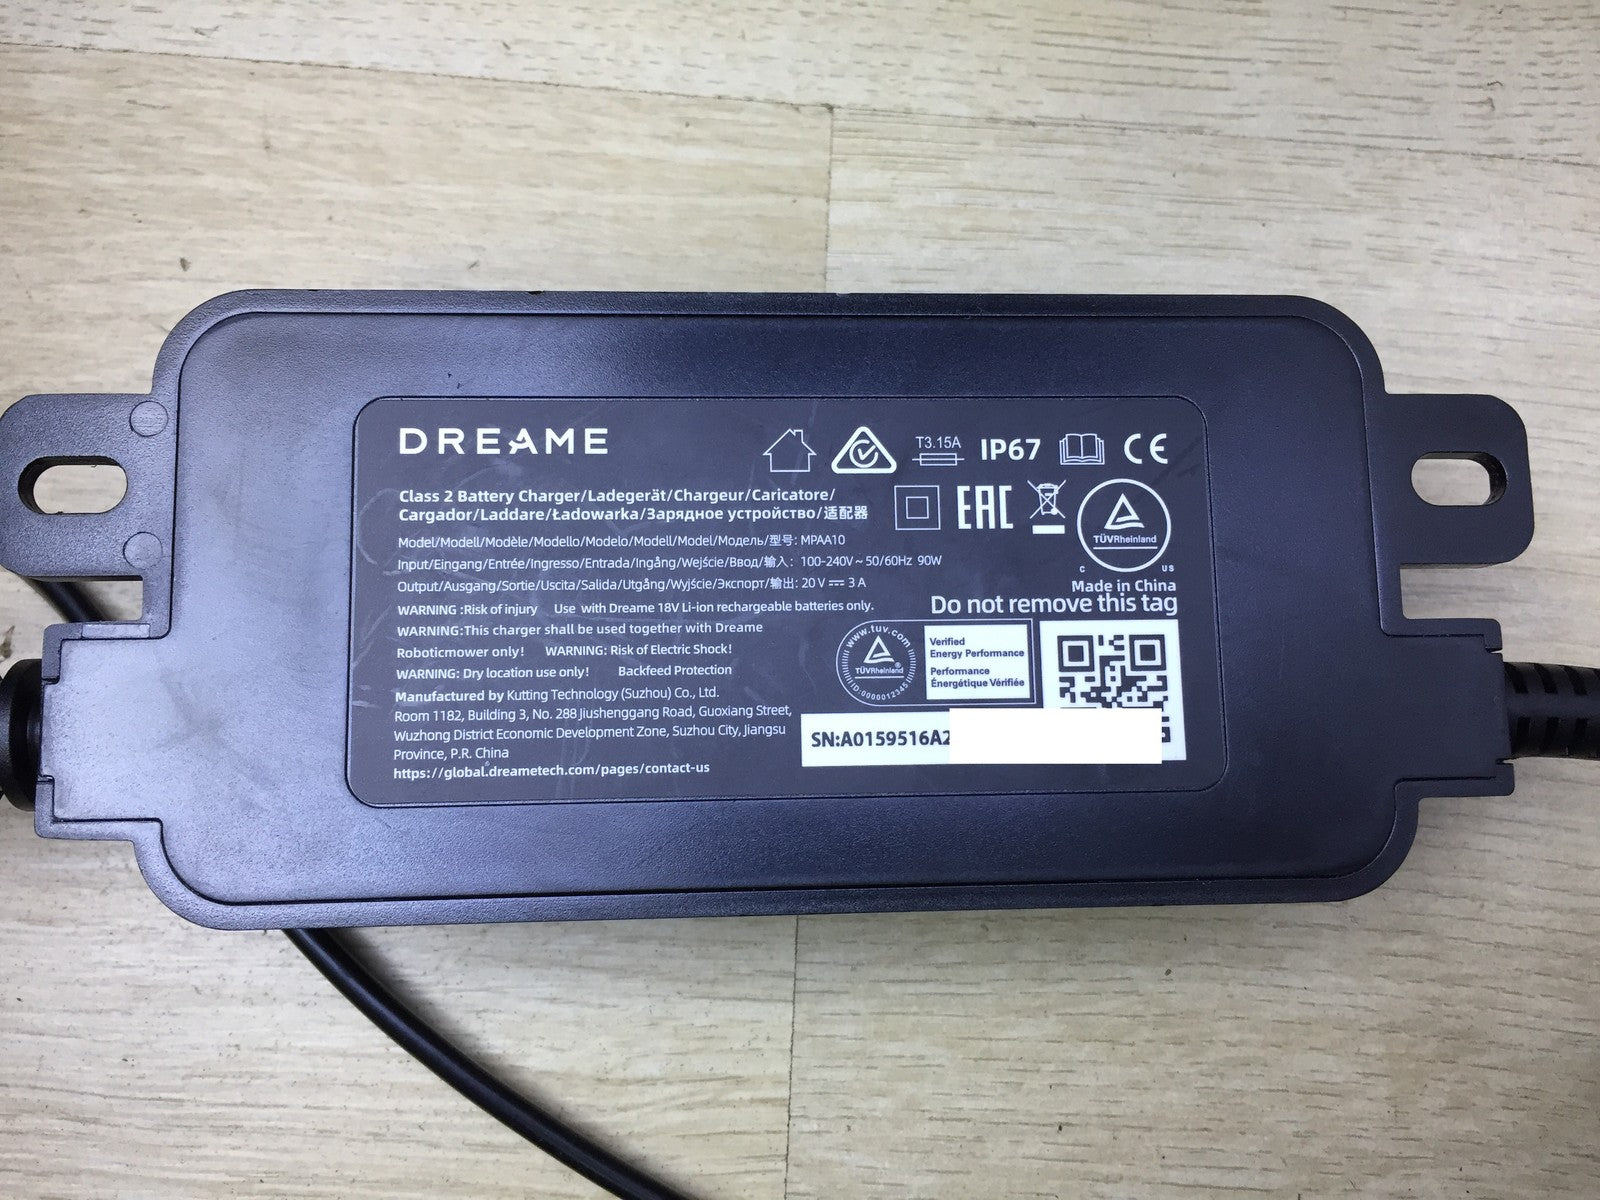 DREAME
T3.15A
IP67
CE
Class 2 Battery Charger/Ladegerät/Chargeur/Caricatore/
Cargador/Laddare/Ładowarka/Зарядное устройство/适配器
EAC
Model/Modell/Modèle/Modello/Modelo/Modell/Model/Модель/型号: MPAA10
Input/Eingang/Entrée/Ingresso/Entrada/Ingång/Wejście/Ввод/输入: 100-240V ~ 50/60Hz 90W
Output/Ausgang/Sortie/Uscita/Salida/Utgång/Wyjście/Экспорт/输出: 20 V ⎓ 3 A
TÜVRheinland
C US
Made in China
Do not remove this tag
WARNING :Risk of injury Use with Dreame 18V Li-ion rechargeable batteries only.
WARNING:This charger shall be used together with Dreame
Roboticmower only! WARNING: Risk of Electric Shock!
WARNING: Dry location use only! Backfeed Protection
Manufactured by Kutting Technology (Suzhou) Co., Ltd.
Room 1182, Building 3, No. 288 Jiushenggang Road, Guoxiang Street,
Wuzhong District Economic Development Zone, Suzhou City, Jiangsu
Province, P.R. China
https://global.dreametech.com/pages/contact-us
www.tuv.com
TÜVRheinland®
ID:0000012345
Verified
Energy Performance
Performance
Énergétique Vérifiée
SN:A0159516A2